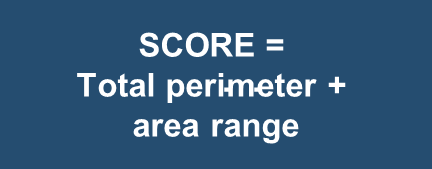 SCORE =
Total perimeter +
area range